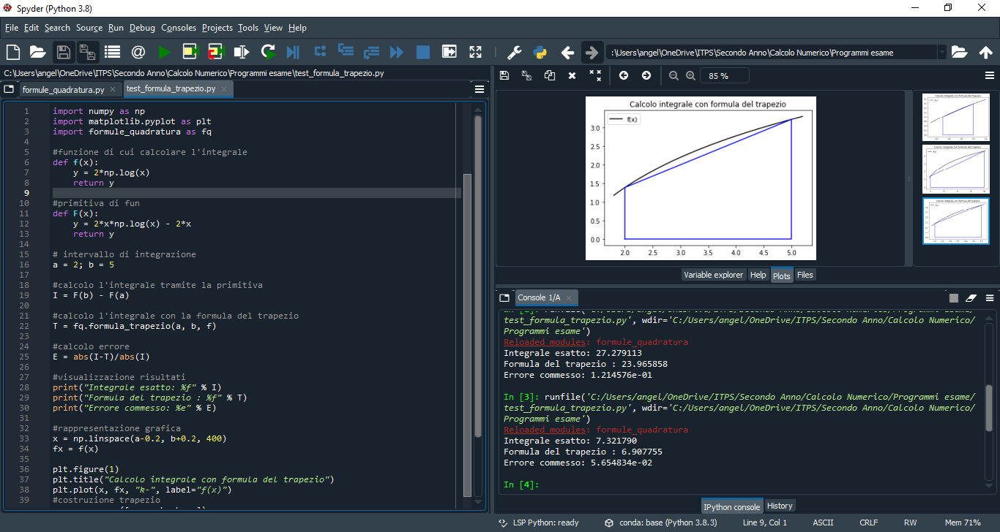 Spyder (Python 3.8)
File Edit Search Source Run Debug Consoles Projects Tools View Help
:\Users\angel\OneDrive\ITPS\Secondo Anno\Calcolo Numerico\Programmi esame
C:\Users\angel\OneDrive\ITPS\Secondo Anno\Calcolo Numerico\Programmi esame\test_formula_trapezio.py
formule_quadratura.py
test_formula_trapezio.py
1 import numpy as np
2 import matplotlib.pyplot as plt
3 import formule_quadratura as fq
4
5 #funzione di cui calcolare l'integrale
6 def f(x):
7 y = 2*np.log(x)
8 return y
9
10 #primitiva di fun
11 def F(x):
12 y = 2*x*np.log(x) - 2*x
13 return y
14
15 # intervallo di integrazione
16 a = 2; b = 5
17
18 #calcolo l'integrale tramite la primitiva
19 I = F(b) - F(a)
20
21 #calcolo l'integrale con la formula del trapezio
22 T = fq.formula_trapezio(a, b, f)
23
24 #calcolo errore
25 E = abs(I-T)/abs(I)
26
27 #visualizzazione risultati
28 print("Integrale esatto: %f" % I)
29 print("Formula del trapezio : %f" % T)
30 print("Errore commesso: %e" % E)
31
32 #rappresentazione grafica
33 x = np.linspace(a-0.2, b+0.2, 400)
34 fx = f(x)
35
36 plt.figure(1)
37 plt.title("Calcolo integrale con formula del trapezio")
38 plt.plot(x, fx, "k-", label="f(x)")
39 #costruzione trapezio
85 %
Calcolo integrale con formula del trapezio
f(x)
3.0
2.5
2.0
1.5
1.0
0.5
0.0
2.0 2.5 3.0 3.5 4.0 4.5 5.0
Variable explorer Help Plots Files
Console 1/A
test_formula_trapezio.py', wdir='C:/Users/angel/OneDrive/ITPS/Secondo Anno/Calcolo Numerico/
Programmi esame')
Reloaded modules: formule_quadratura
Integrale esatto: 27.279113
Formula del trapezio : 23.965858
Errore commesso: 1.214576e-01
In [3]: runfile('C:/Users/angel/OneDrive/ITPS/Secondo Anno/Calcolo Numerico/Programmi esame/
test_formula_trapezio.py', wdir='C:/Users/angel/OneDrive/ITPS/Secondo Anno/Calcolo Numerico/
Programmi esame')
Reloaded modules: formule_quadratura
Integrale esatto: 7.321790
Formula del trapezio : 6.907755
Errore commesso: 5.654834e-02
In [4]:
IPython console History
LSP Python: ready conda: base (Python 3.8.3) Line 9, Col 1 ASCII CRLF RW Mem 71%